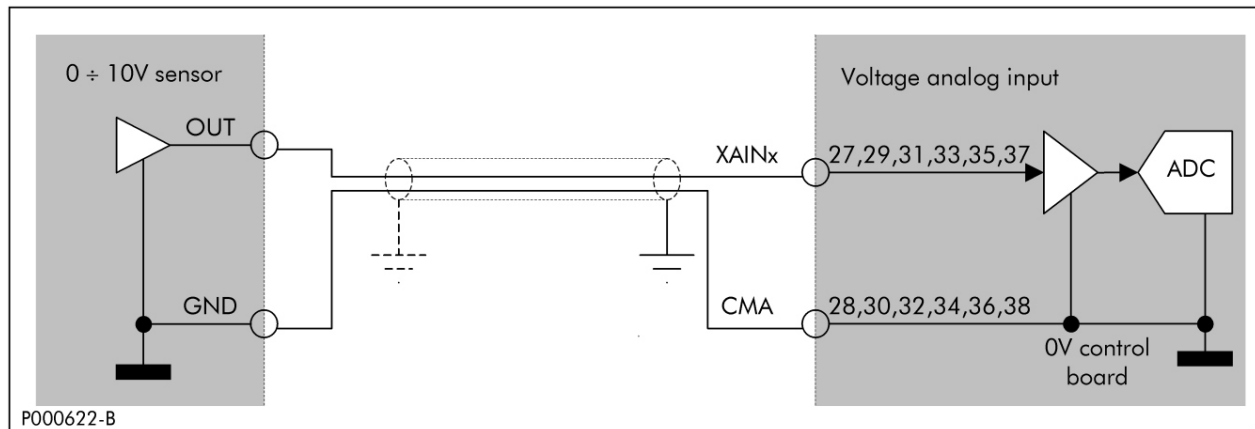 0 ÷ 10V sensor
Voltage analog input
OUT
XAINx
27,29,31,33,35,37
ADC
GND
CMA
28,30,32,34,36,38
0V control
board
P000622-B